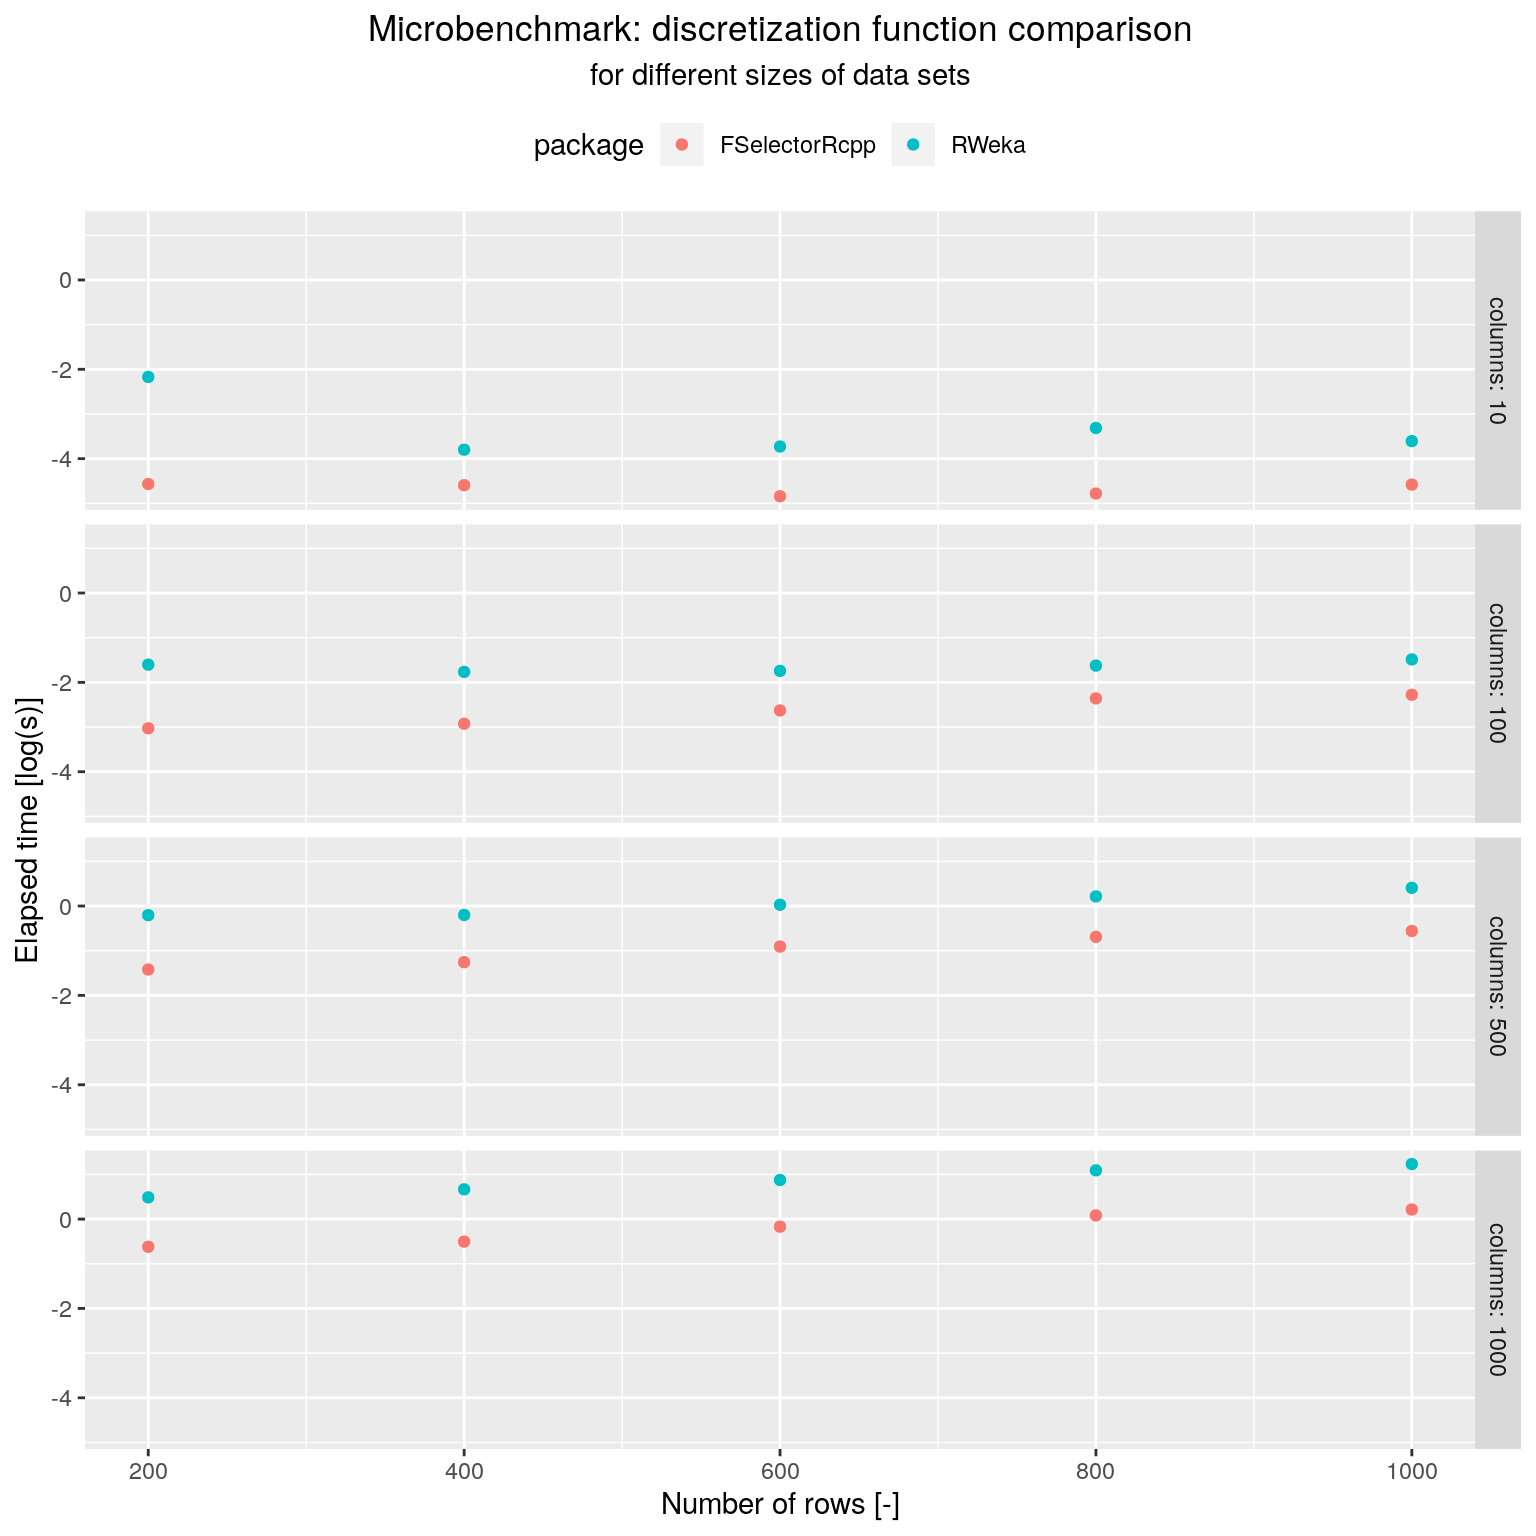 Microbenchmark: discretization function comparison
for different sizes of data sets
package FSelectorRcpp RWeka
Elapsed time [log(s)]
0
-2
-4
columns: 10
0
-2
-4
columns: 100
0
-2
-4
columns: 500
0
-2
-4
columns: 1000
200 400 600 800 1000
Number of rows [-]